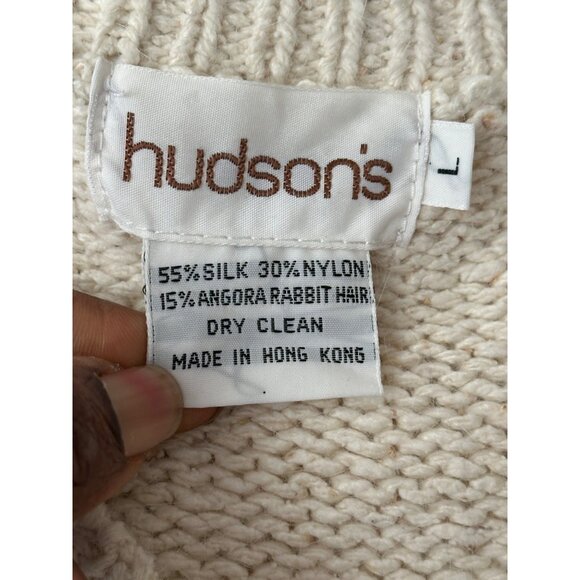 hudson's
L
55% SILK 30% NYLON
15% ANGORA RABBIT HAIR
DRY CLEAN
MADE IN HONG KONG